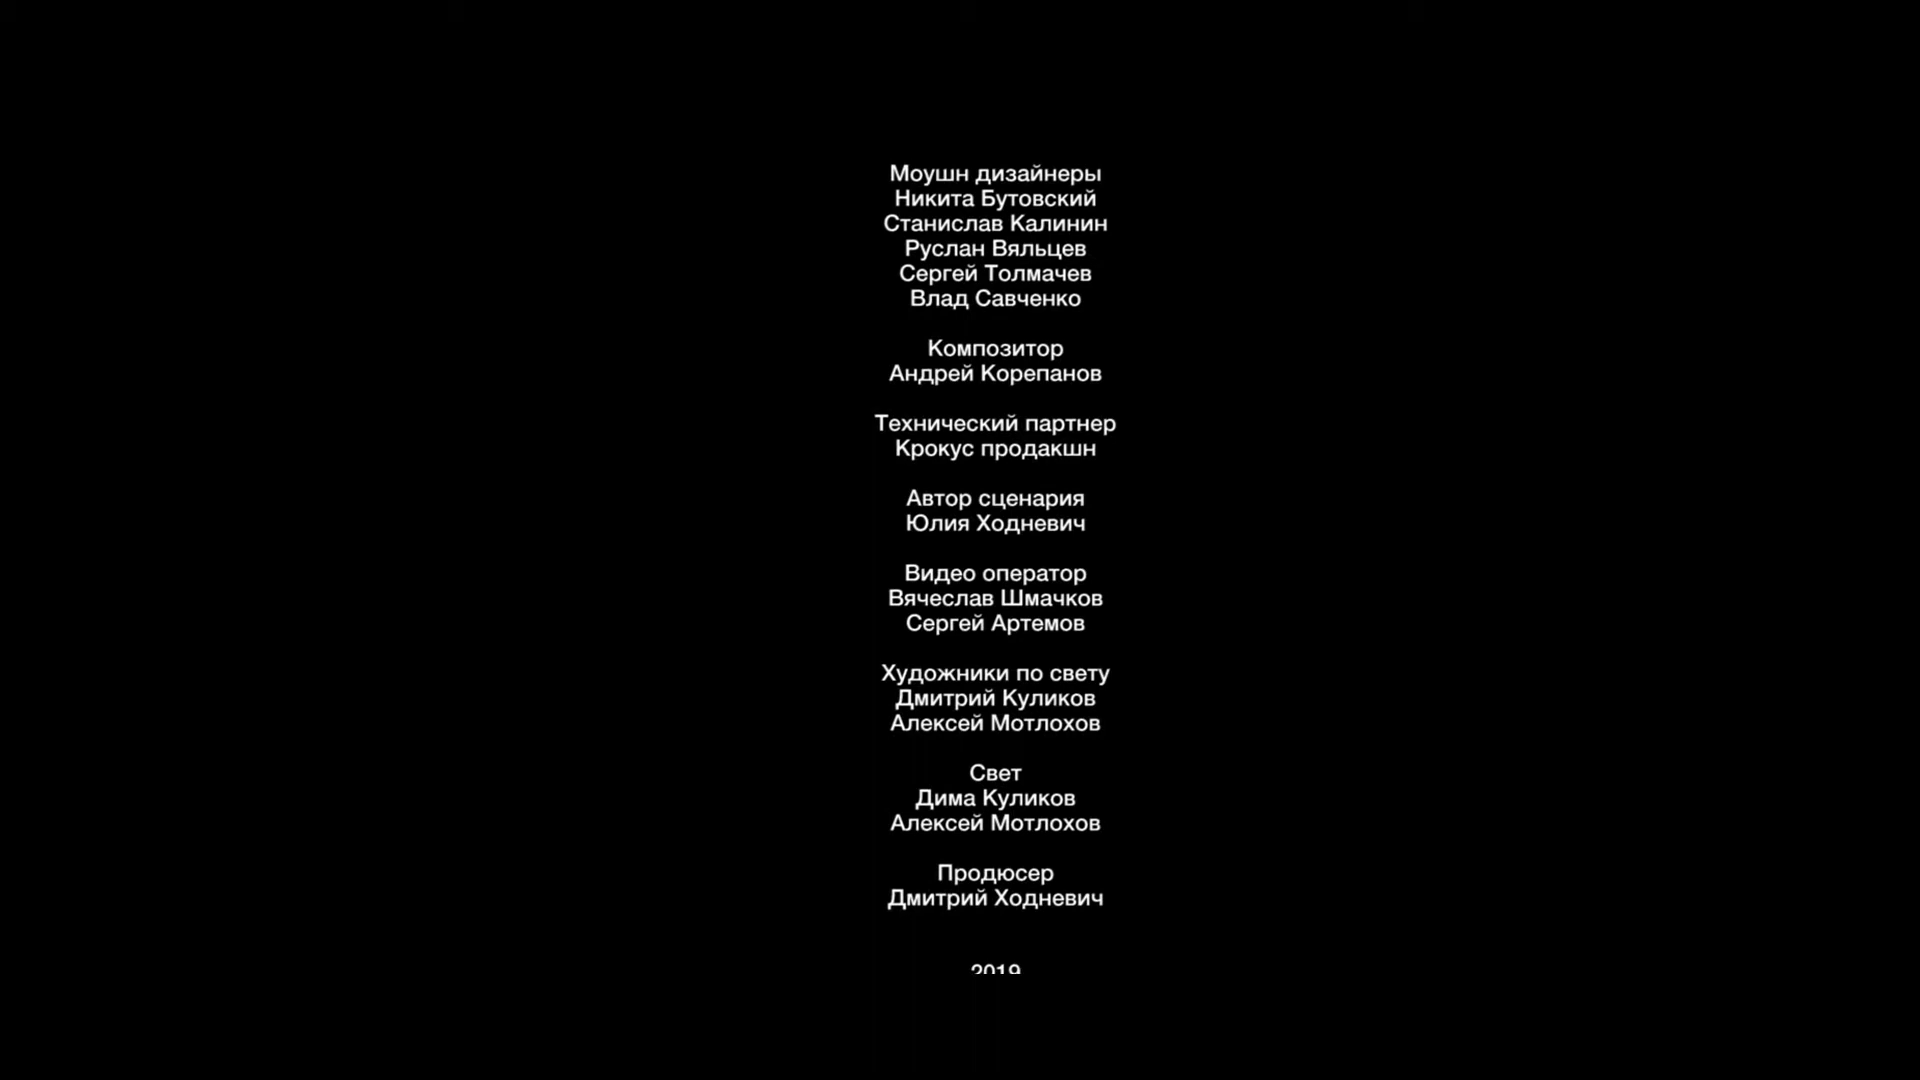 Моушн дизайнеры
Никита Бутовский
Станислав Калинин
Руслан Вяльцев
Сергей Толмачев
Влад Савченко
Композитор
Андрей Корепанов
Технический партнер
Крокус продакшн
Автор сценария
Юлия Ходневич
Видео оператор
Вячеслав Шмачков
Сергей Артемов
Художники по свету
Дмитрий Куликов
Алексей Мотлохов
Свет
Дима Куликов
Алексей Мотлохов
Продюсер
Дмитрий Ходневич
2019